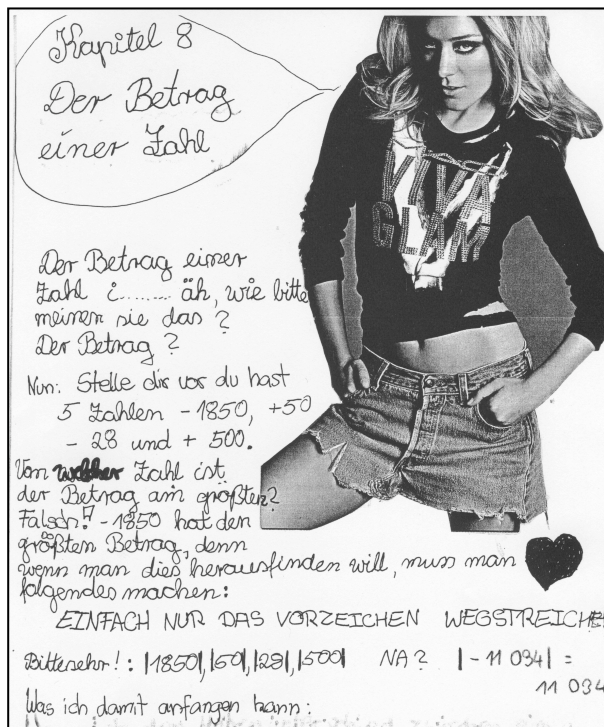 Kapitel 8
Der Betrag
einer Zahl
VIVA
GLAM
Der Betrag einer
Zahl i........ äh, wie bitte
meinen sie das?
Der Betrag?
Nun: Stelle dir vor du hast
5 Zahlen -1850, +50
- 28 und + 500.
Von welcher Zahl ist
der Betrag am größten?
Falsch! -1850 hat den
größten Betrag, denn
wenn man dies herausfinden will, muss man
folgendes machen:
EINFACH NUR DAS VORZEICHEN WEGSTREICHE
Bittesehr!: |1850|, |50|, |28|, |500| NA? |-11 094| =
11 094
Was ich damit anfangen kann: